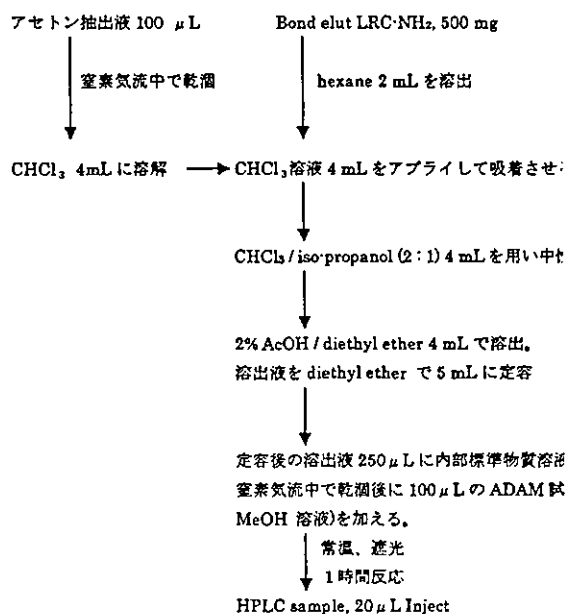 アセトン抽出液 100 μL
Bond elut LRC·NH₂, 500 mg
窒素気流中で乾涸
hexane 2 mL を溶出
CHCl₃ 4mL に溶解
CHCl₃溶液 4 mL をアプライして吸着させ
CHCl₃ / iso·propanol (2：1) 4 mL を用い中
2% AcOH / diethyl ether 4 mL で溶出。
溶出液を diethyl ether で 5 mL に定容
定容後の溶出液 250μL に内部標準物質溶液
窒素気流中で乾涸後に 100μL の ADAM 試
MeOH 溶液)を加える。
常温、遮光
1 時間反応
HPLC sample, 20μL Inject